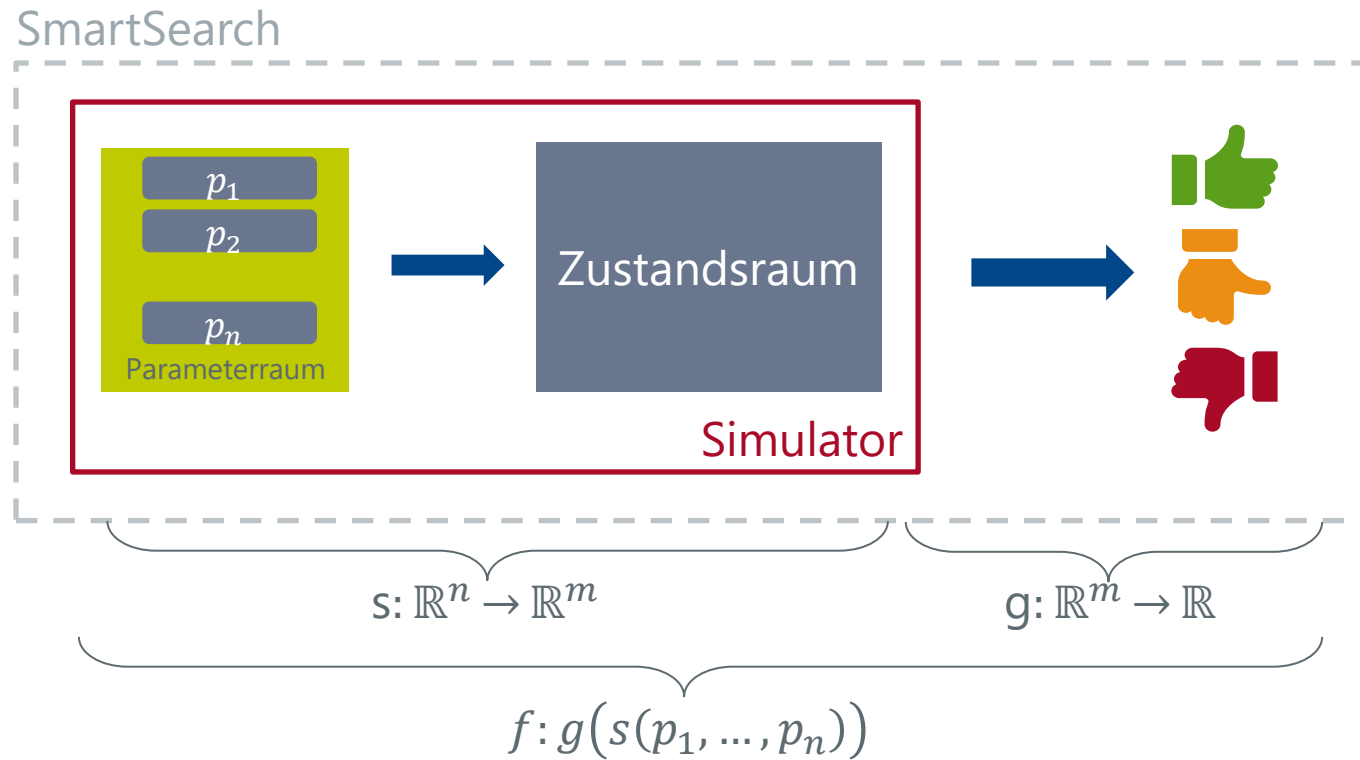 SmartSearch
p₁
p₂
pₙ
Parameterraum
Zustandsraum
Simulator
s: ℝⁿ → ℝᵐ
g: ℝᵐ → ℝ
f: g(s(p₁, …, pₙ))